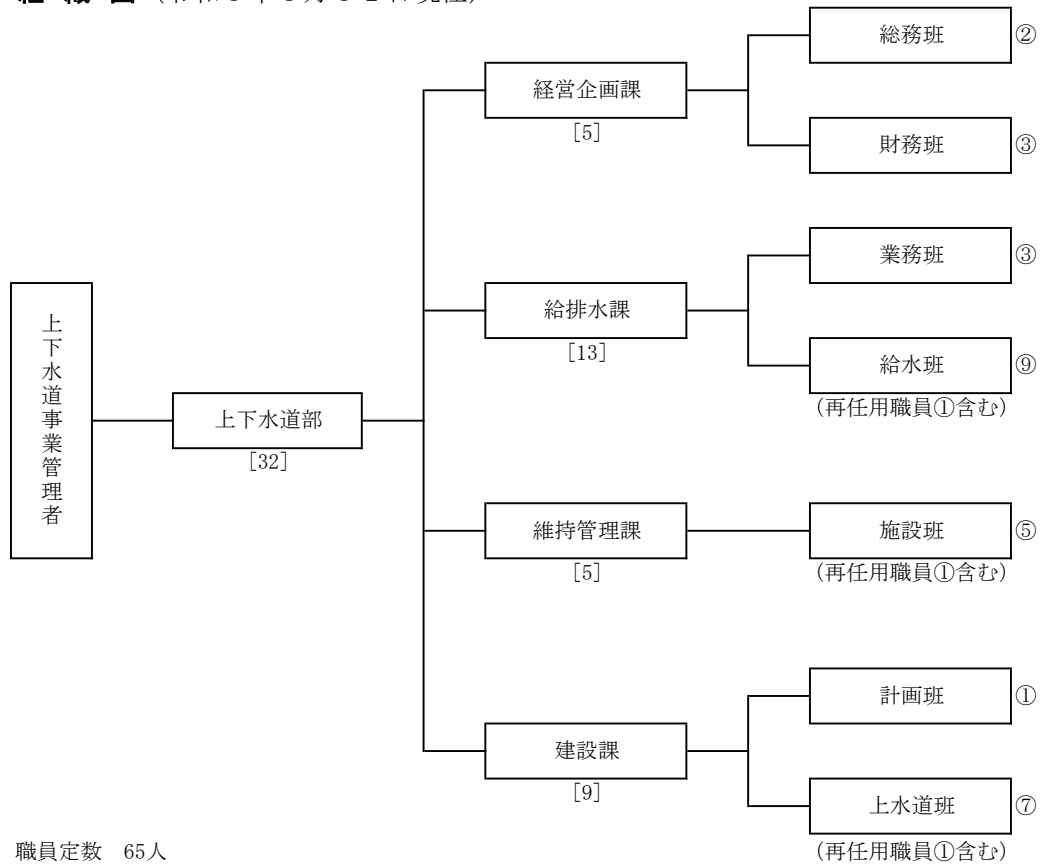 総務班 ②
経営企画課
[5]
財務班 ③
業務班 ③
給排水課
[13]
給水班 ⑨
(再任用職員①含む)
上下水道事業管理者
上下水道部
[32]
維持管理課
[5]
施設班 ⑤
(再任用職員①含む)
計画班 ①
建設課
[9]
上水道班 ⑦
(再任用職員①含む)
職員定数 65人